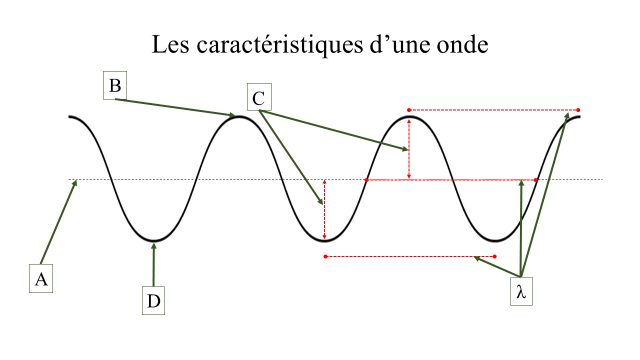 Les caractéristiques d’une onde
B
C
A
D
λ